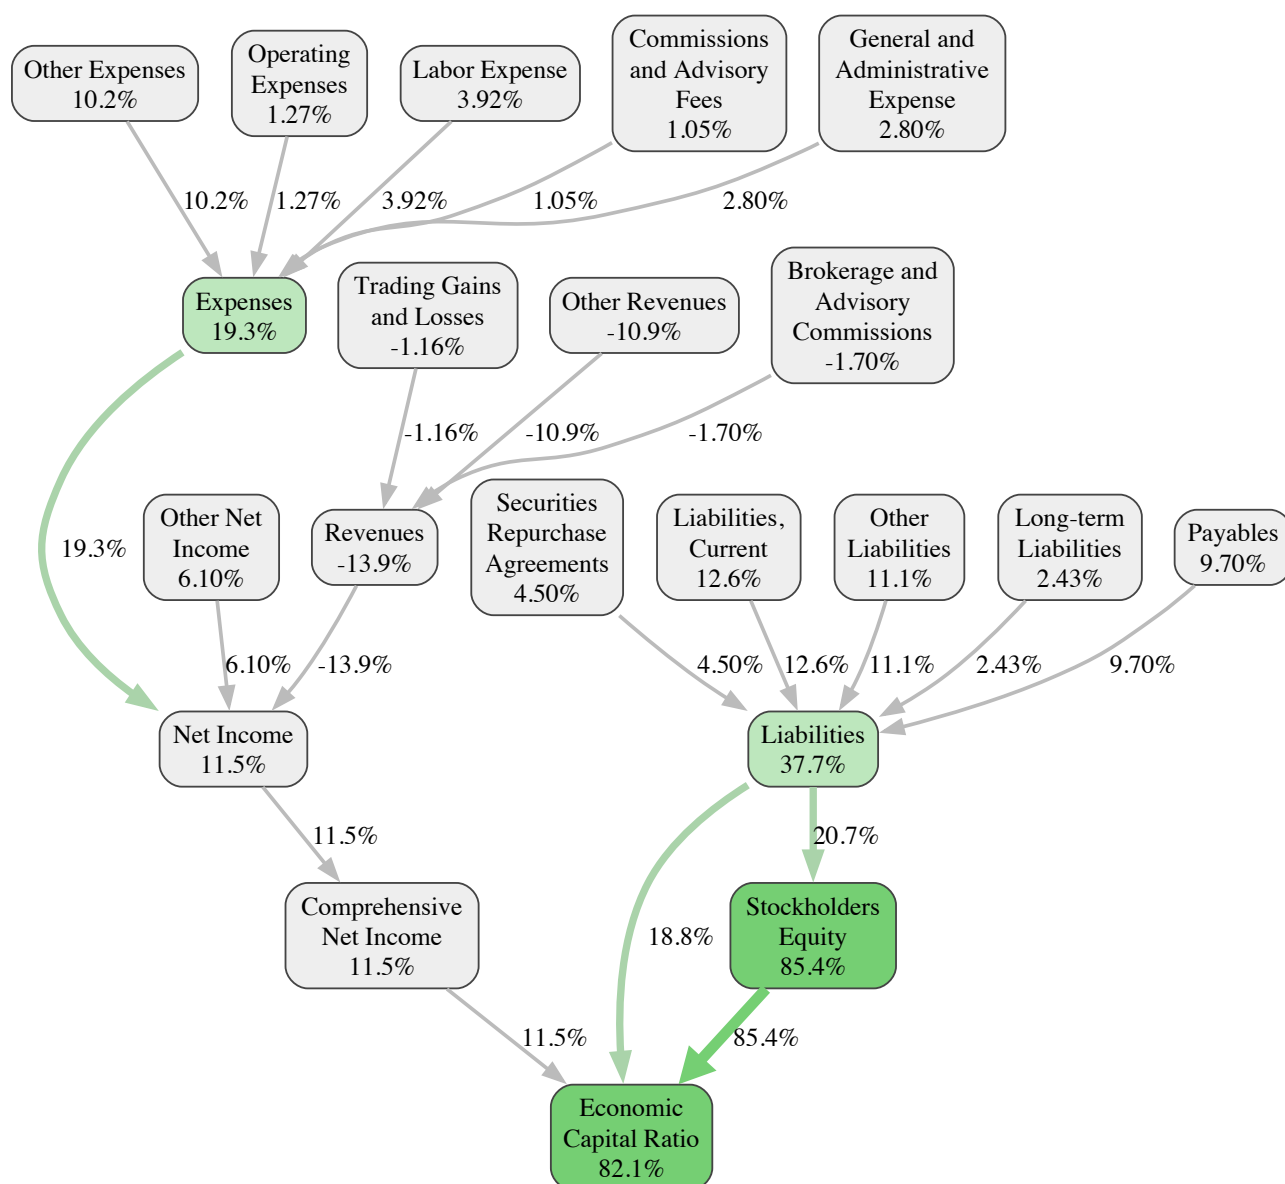 Other Expenses
10.2%
Operating
Expenses
1.27%
Labor Expense
3.92%
Commissions
and Advisory
Fees
1.05%
General and
Administrative
Expense
2.80%
10.2%
1.27%
3.92%
1.05%
2.80%
Expenses
19.3%
Trading Gains
and Losses
-1.16%
Other Revenues
-10.9%
Brokerage and
Advisory
Commissions
-1.70%
-1.16%
-10.9%
-1.70%
19.3%
Other Net
Income
6.10%
Revenues
-13.9%
Securities
Repurchase
Agreements
4.50%
Liabilities,
Current
12.6%
Other
Liabilities
11.1%
Long-term
Liabilities
2.43%
Payables
9.70%
6.10%
-13.9%
4.50%
12.6%
11.1%
2.43%
9.70%
Net Income
11.5%
Liabilities
37.7%
11.5%
20.7%
Comprehensive
Net Income
11.5%
18.8%
Stockholders
Equity
85.4%
11.5%
85.4%
Economic
Capital Ratio
82.1%